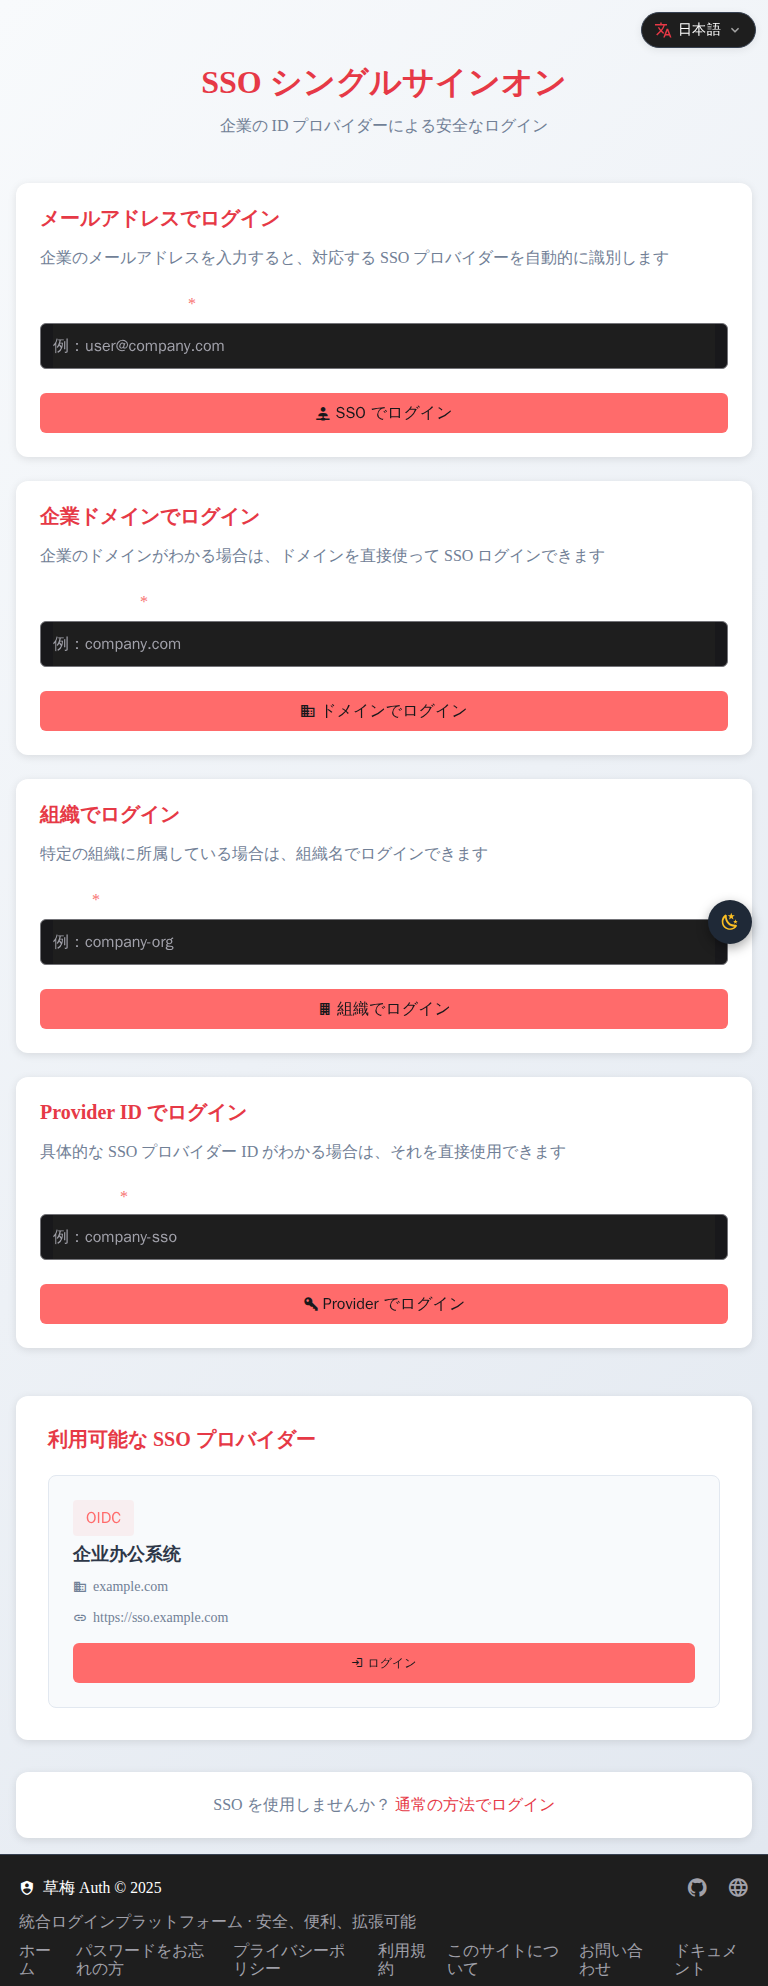 日本語
SSO シングルサインオン
企業の ID プロバイダーによる安全なログイン
メールアドレスでログイン
企業のメールアドレスを入力すると、対応する SSO プロバイダーを自動的に識別します
*
例：user@company.com
SSO でログイン
企業ドメインでログイン
企業のドメインがわかる場合は、ドメインを直接使って SSO ログインできます
*
例：company.com
ドメインでログイン
組織でログイン
特定の組織に所属している場合は、組織名でログインできます
*
例：company-org
組織でログイン
Provider ID でログイン
具体的な SSO プロバイダー ID がわかる場合は、それを直接使用できます
*
例：company-sso
Provider でログイン
利用可能な SSO プロバイダー
OIDC
企业办公系统
example.com
https://sso.example.com
ログイン
SSO を使用しませんか？ 通常の方法でログイン
草梅 Auth © 2025
統合ログインプラットフォーム · 安全、便利、拡張可能
ホーム
パスワードをお忘れの方
プライバシーポリシー
利用規約
このサイトについて
お問い合わせ
ドキュメント